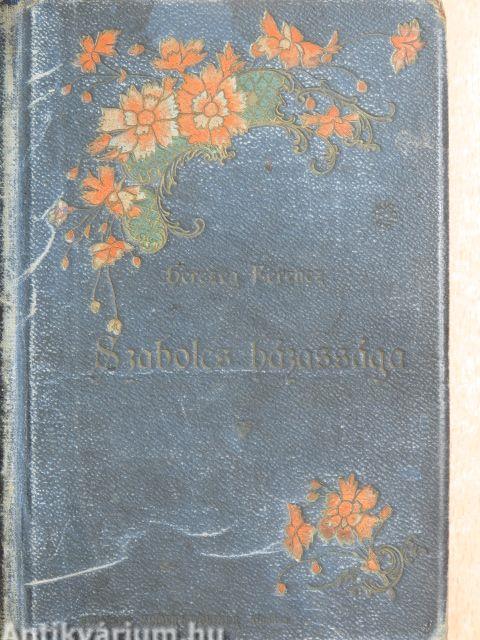 Herczeg Ferencz
Szabolcs házassága
Antikvárium.hu